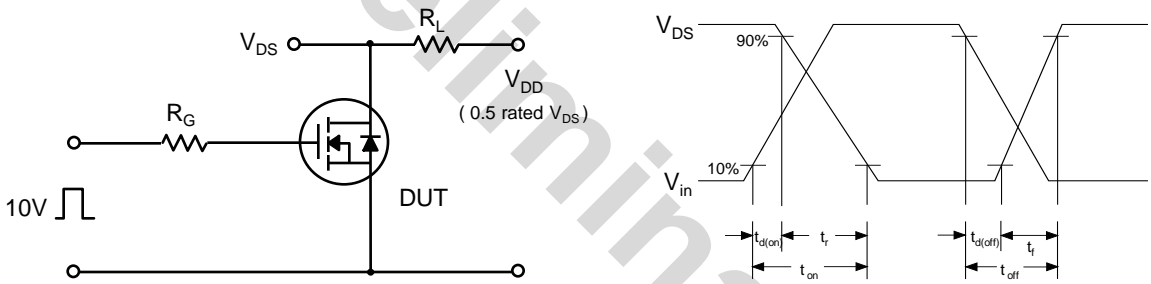 R_L
V_DS
V_DD
( 0.5 rated V_DS )
R_G
10V
DUT
V_DS
90%
10%
V_in
t_d(on)
t_r
t_on
t_d(off)
t_f
t_off